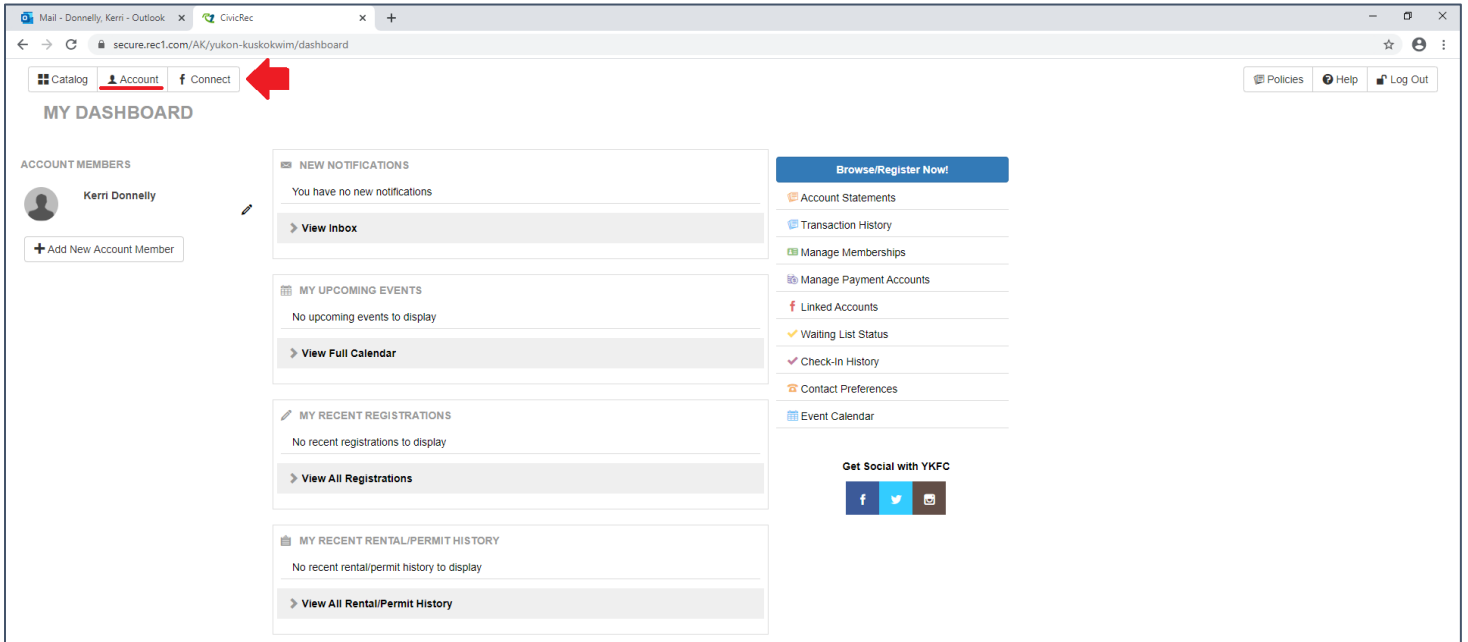 Mail - Donnelly, Kerri - Outlook
CivicRec
secure.rec1.com/AK/yukon-kuskokwim/dashboard
Catalog
Account
Connect
Policies
Help
Log Out
MY DASHBOARD
ACCOUNT MEMBERS
Kerri Donnelly
Add New Account Member
NEW NOTIFICATIONS
You have no new notifications
View Inbox
MY UPCOMING EVENTS
No upcoming events to display
View Full Calendar
MY RECENT REGISTRATIONS
No recent registrations to display
View All Registrations
MY RECENT RENTAL/PERMIT HISTORY
No recent rental/permit history to display
View All Rental/Permit History
Browse/Register Now!
Account Statements
Transaction History
Manage Memberships
Manage Payment Accounts
Linked Accounts
Waiting List Status
Check-In History
Contact Preferences
Event Calendar
Get Social with YKFC